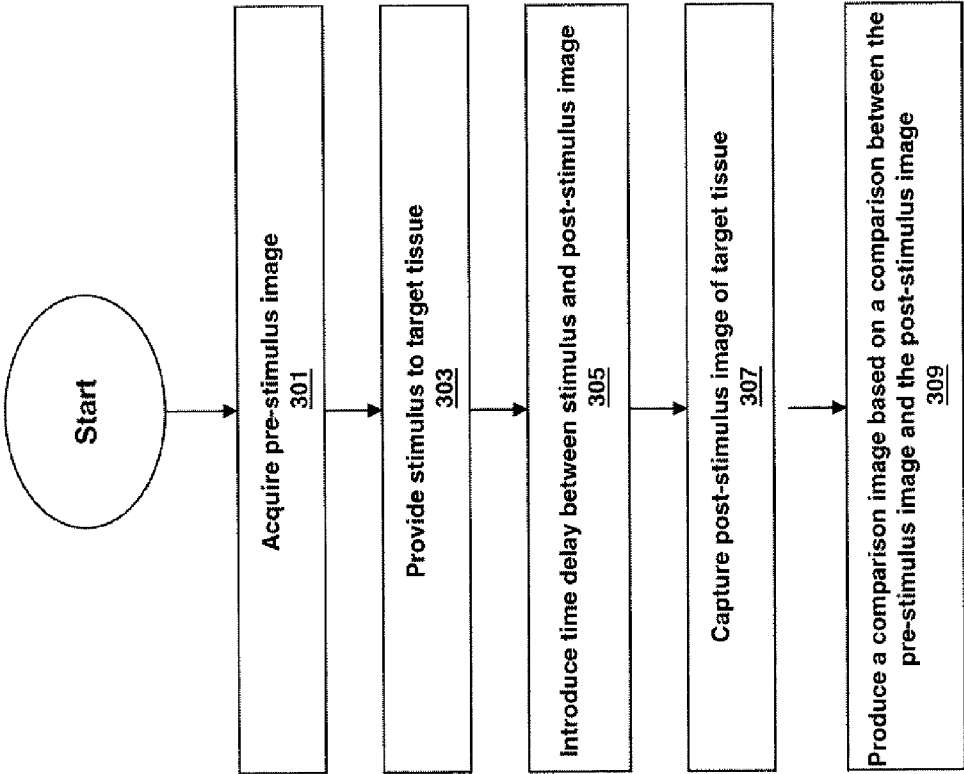 Start
Acquire pre-stimulus image
301
Provide stimulus to target tissue
303
Introduce time delay between stimulus and post-stimulus image
305
Capture post-stimulus image of target tissue
307
Produce a comparison image based on a comparison between the
pre-stimulus image and the post-stimulus image
309